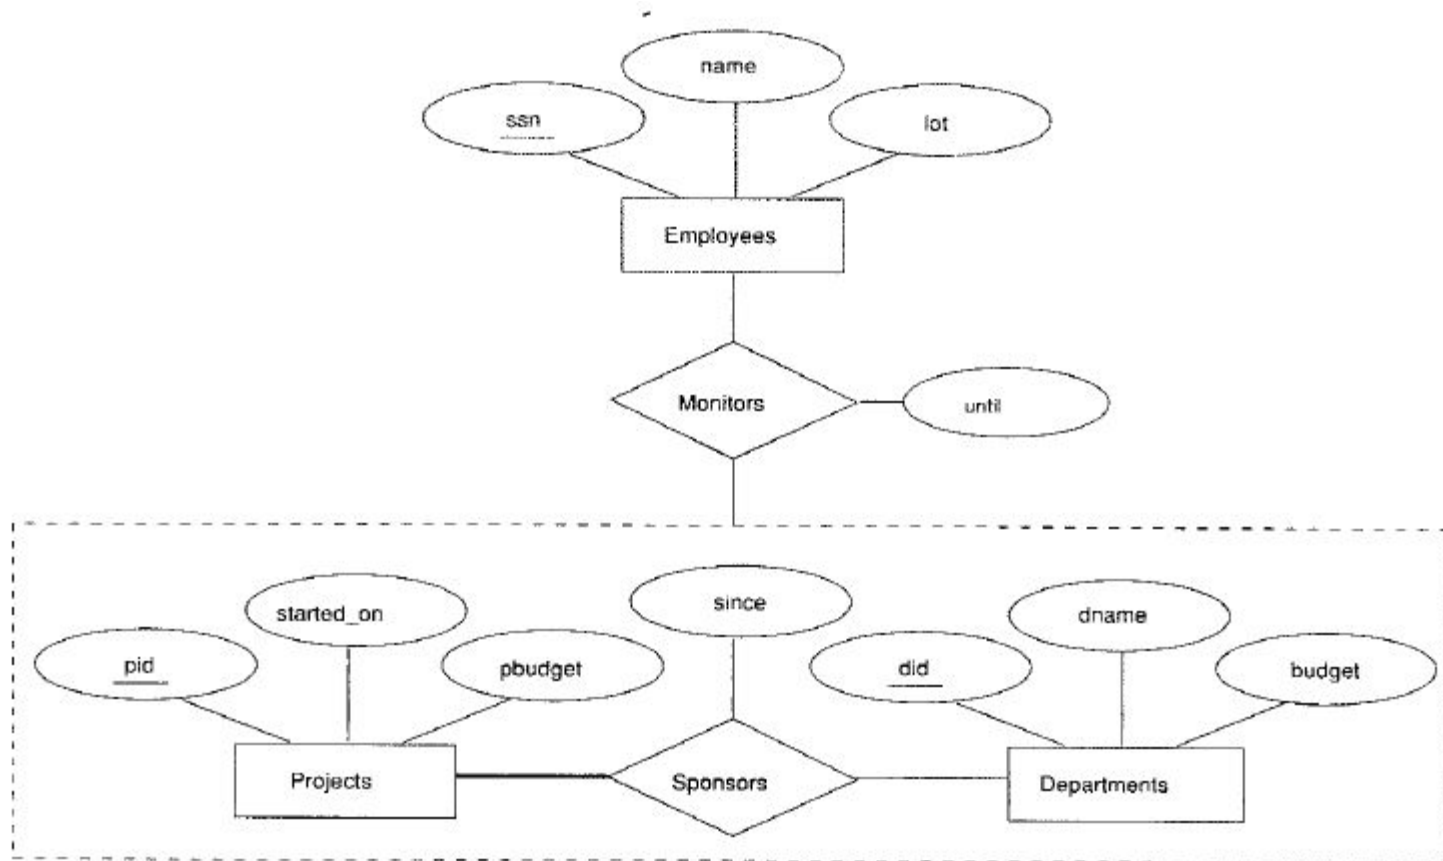 name
ssn
lot
Employees
Monitors
until
since
started_on
dname
pid
pbudget
did
budget
Projects
Sponsors
Departments